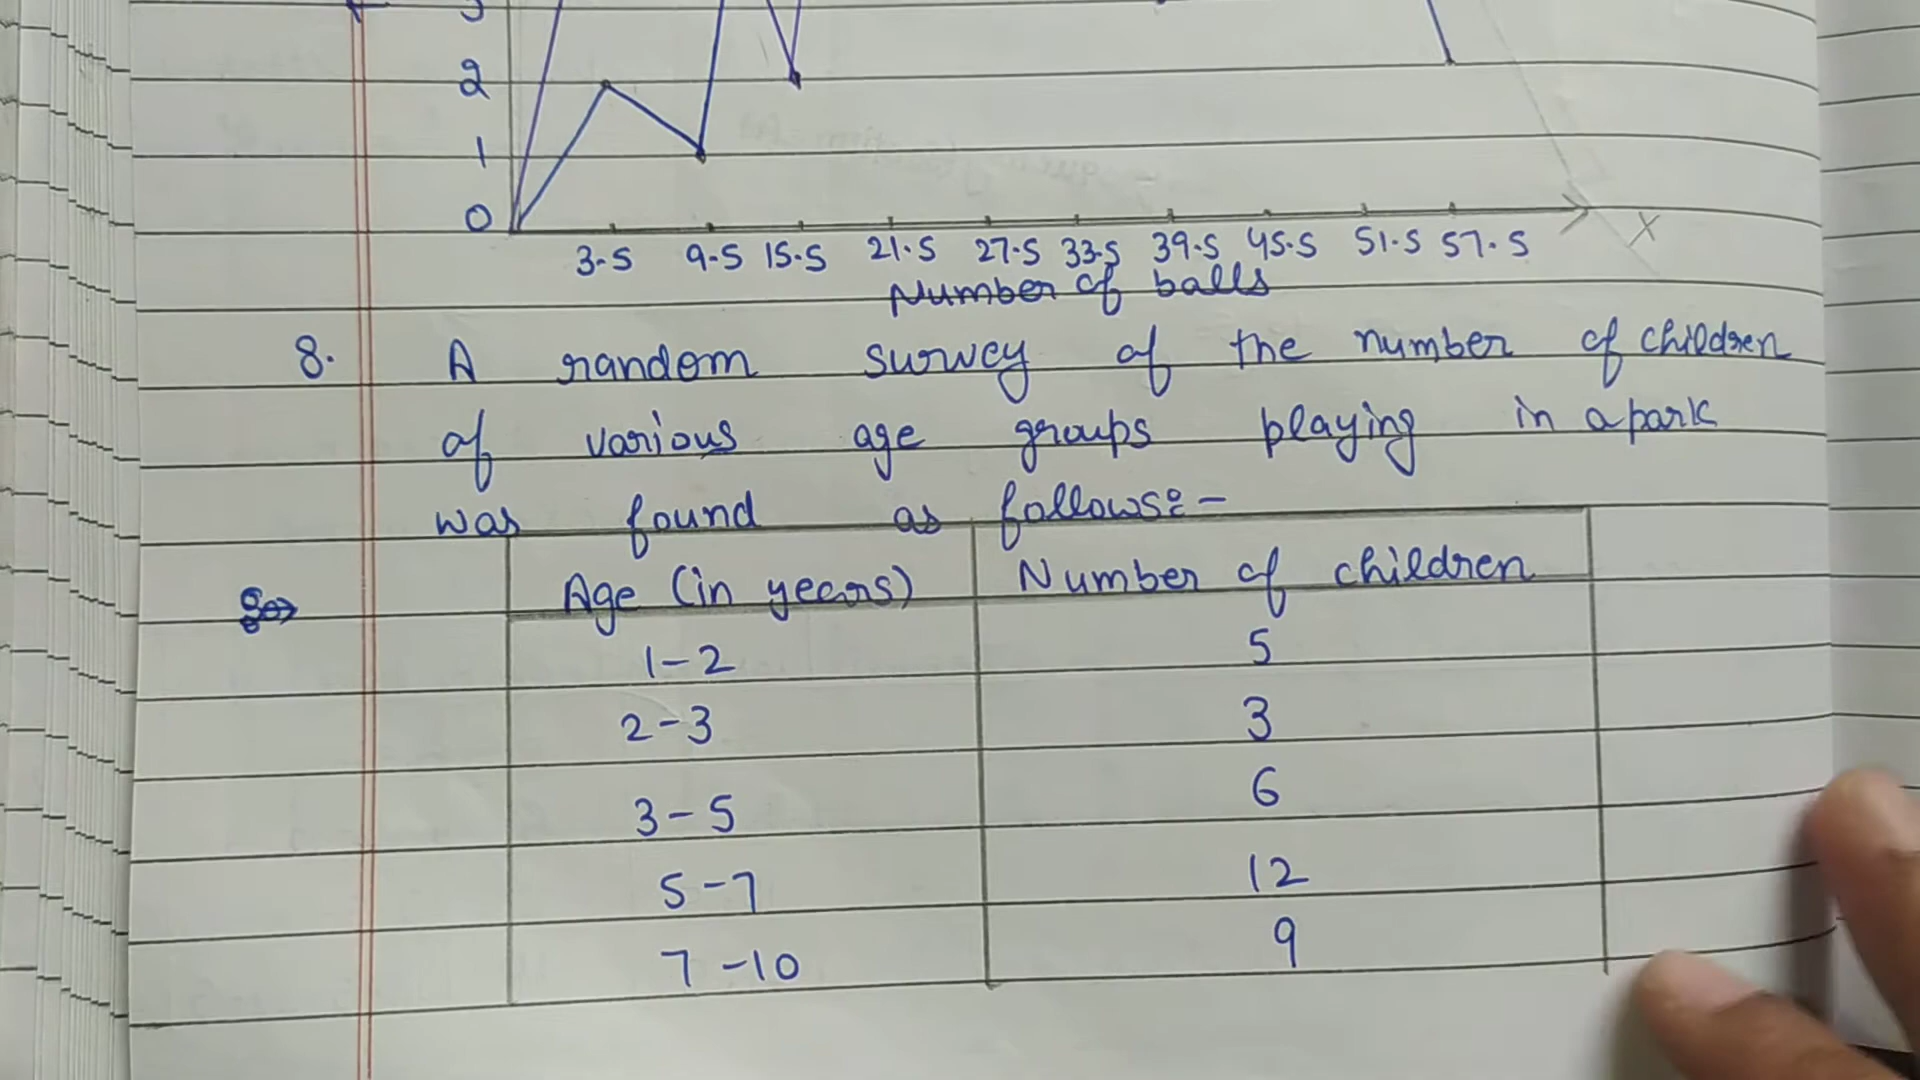 3
2
1
0
3.5 9.5 15.5 21.5 27.5 33.5 39.5 45.5 51.5 57.5 X
Number of balls
8. A random survey of the number of children
of various age groups playing in a park
was found as follows:-
Age (in years) Number of children
1-2 5
2-3 3
3-5 6
5-7 12
7-10 9